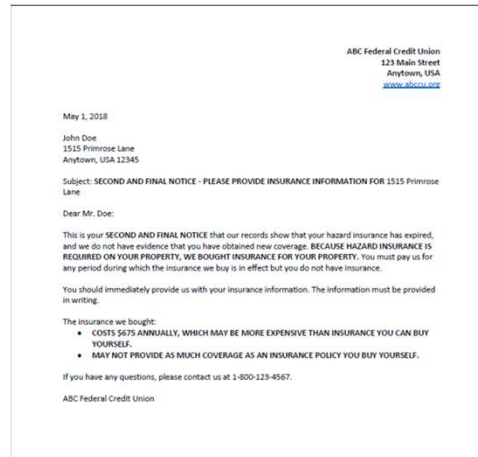 ABC Federal Credit Union
123 Main Street
Anytown, USA
www.abccu.org
May 1, 2018
John Doe
1515 Primrose Lane
Anytown, USA 12345
Subject: SECOND AND FINAL NOTICE - PLEASE PROVIDE INSURANCE INFORMATION FOR 1515 Primrose
Lane
Dear Mr. Doe:
This is your SECOND AND FINAL NOTICE that our records show that your hazard insurance has expired,
and we do not have evidence that you have obtained new coverage. BECAUSE HAZARD INSURANCE IS
REQUIRED ON YOUR PROPERTY, WE BOUGHT INSURANCE FOR YOUR PROPERTY. You must pay us for
any period during which the insurance we buy is in effect but you do not have insurance.
You should immediately provide us with your insurance information. The information must be provided
in writing.
The insurance we bought:
• COSTS $675 ANNUALLY, WHICH MAY BE MORE EXPENSIVE THAN INSURANCE YOU CAN BUY
YOURSELF.
• MAY NOT PROVIDE AS MUCH COVERAGE AS AN INSURANCE POLICY YOU BUY YOURSELF.
If you have any questions, please contact us at 1-800-123-4567.
ABC Federal Credit Union